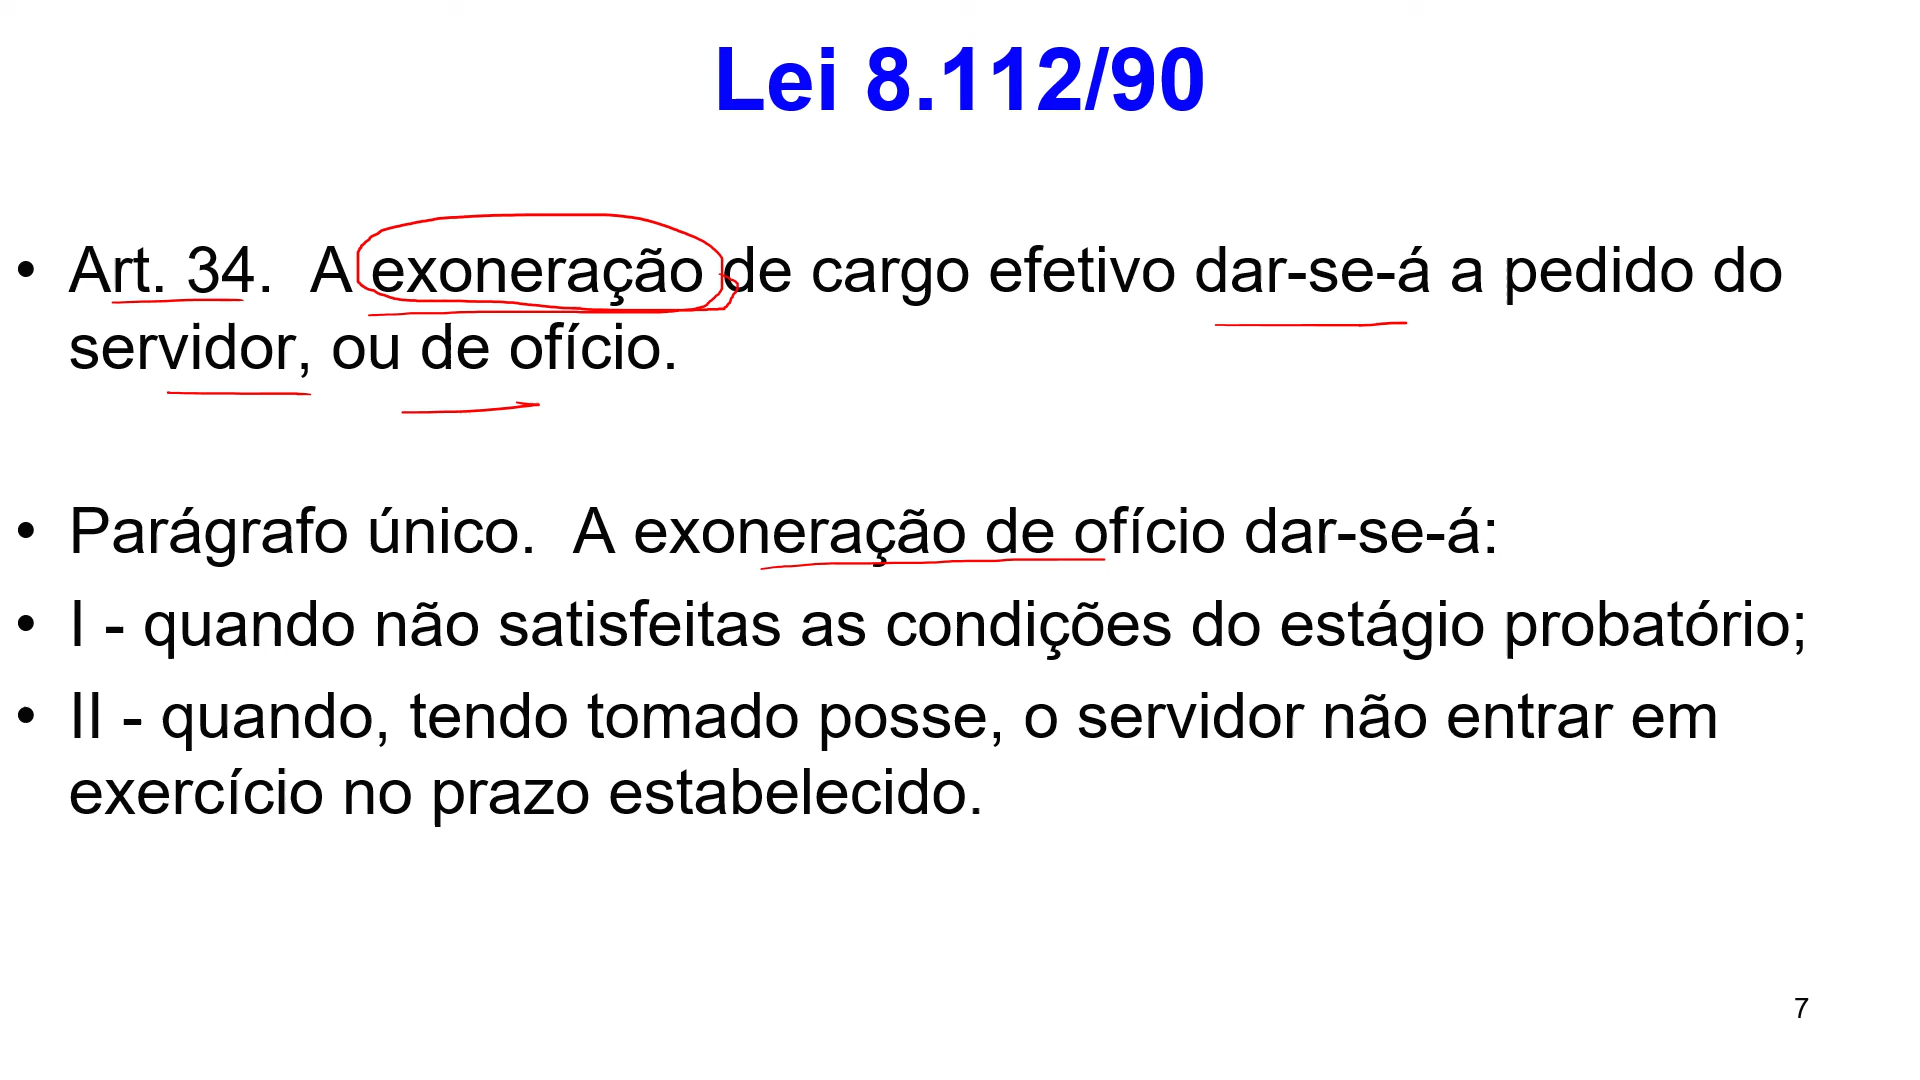 Lei 8.112/90
• Art. 34.  A exoneração de cargo efetivo dar-se-á a pedido do
servidor, ou de ofício.
• Parágrafo único.  A exoneração de ofício dar-se-á:
• I - quando não satisfeitas as condições do estágio probatório;
• II - quando, tendo tomado posse, o servidor não entrar em
exercício no prazo estabelecido.
7